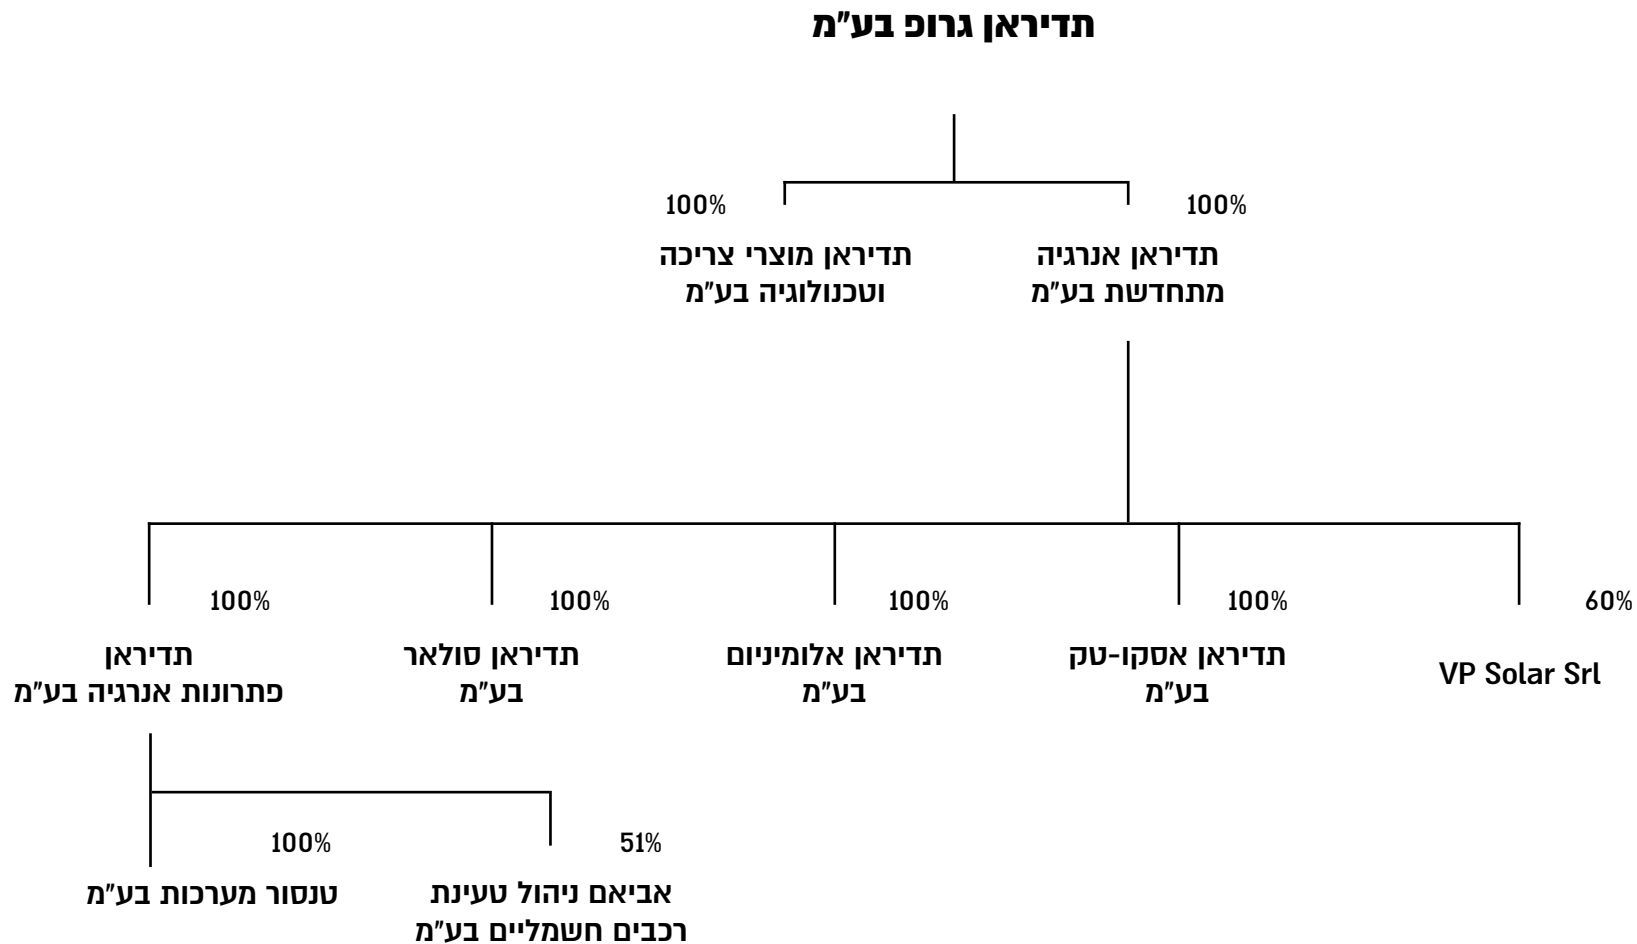 תדיראן גרופ בע"מ
100%
תדיראן אנרגיה
מתחדשת בע"מ
100%
תדיראן מוצרי צריכה
וטכנולוגיה בע"מ
60%
VP Solar Srl
100%
תדיראן אסקו-טק
בע"מ
100%
תדיראן אלומיניום
בע"מ
100%
תדיראן סולאר
בע"מ
100%
תדיראן
פתרונות אנרגיה בע"מ
51%
אביאם ניהול טעינת
רכבים חשמליים בע"מ
100%
טנסור מערכות בע"מ